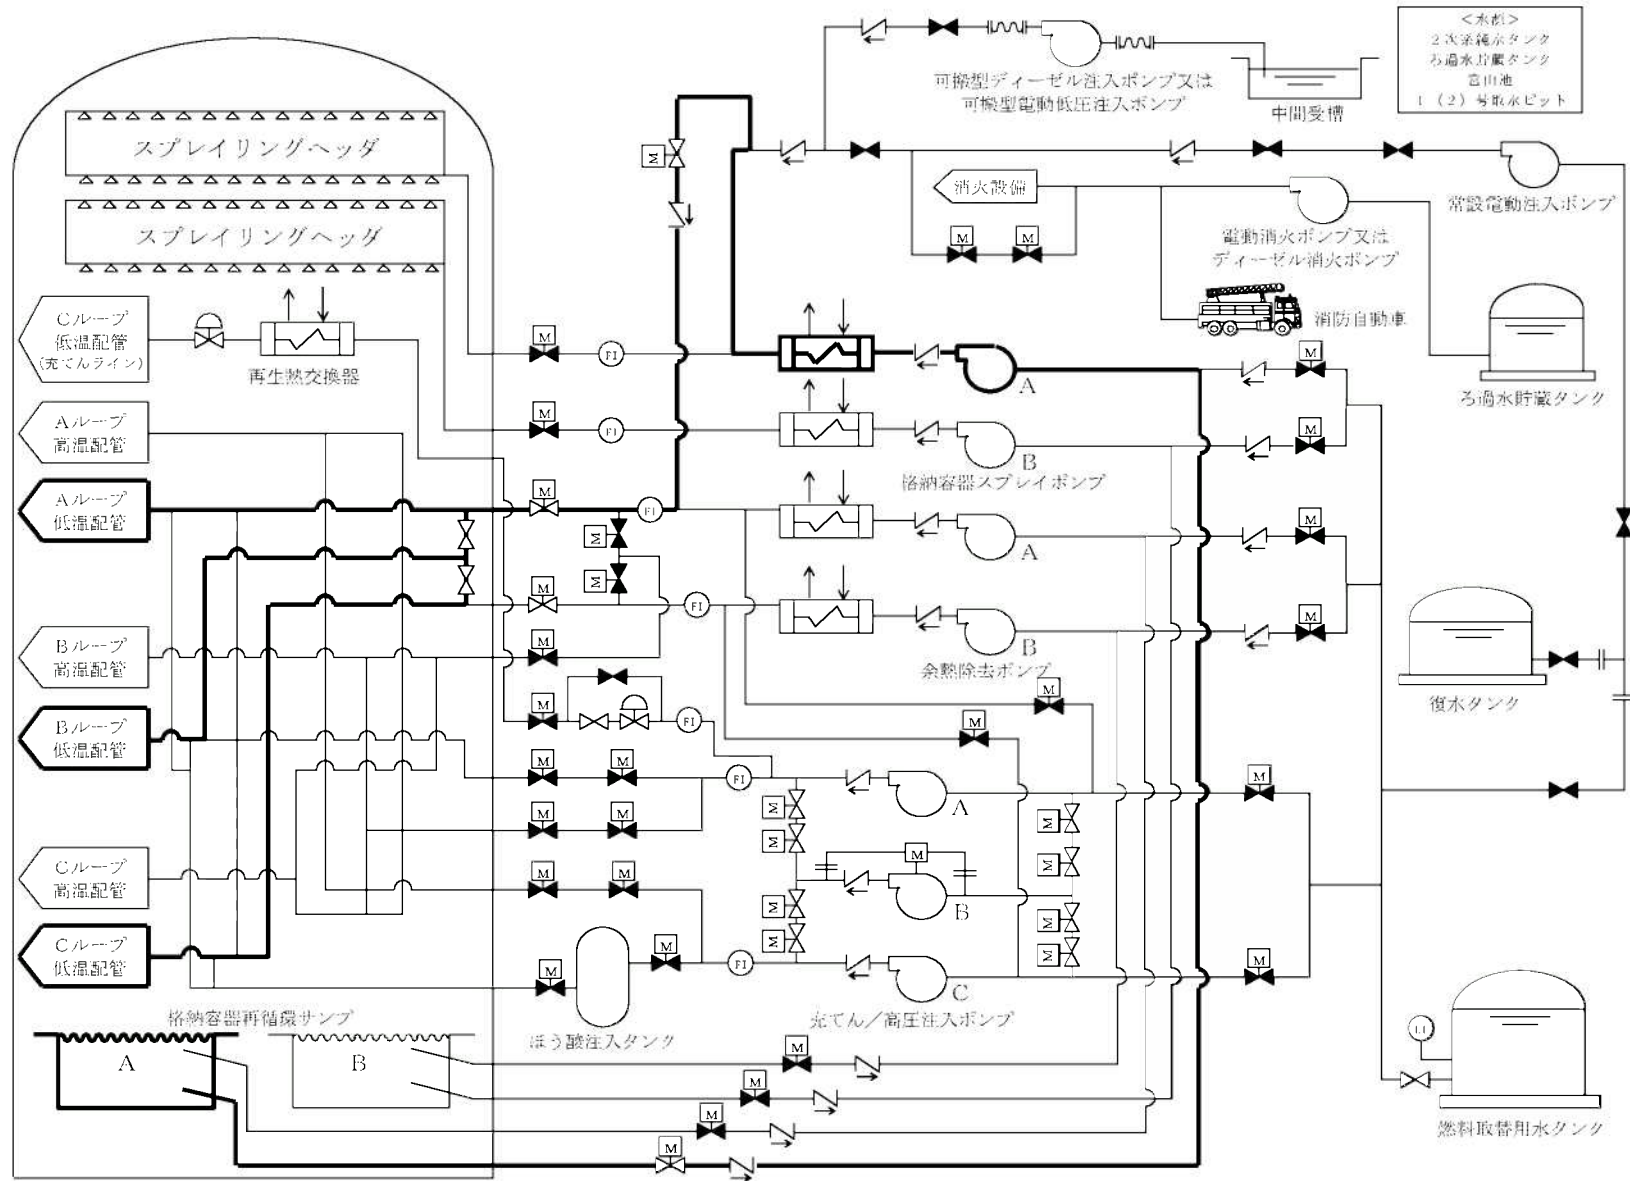 <水源>
2次系純水タンク
ろ過水貯蔵タンク
宮山池
1(2)号取水ピット
可搬型ディーゼル注入ポンプ又は
可搬型電動低圧注入ポンプ
中間受槽
スプレイリングヘッダ
スプレイリングヘッダ
消火設備
常設電動注入ポンプ
電動消火ポンプ又は
ディーゼル消火ポンプ
消防自動車
ろ過水貯蔵タンク
Cループ
低温配管
(充てんライン)
再生熱交換器
M
M
FI
A
M
Aループ
高温配管
M
FI
B
M
格納容器スプレイポンプ
Aループ
低温配管
M
FI
M
A
M
M
M
FI
B
M
余熱除去ポンプ
Bループ
高温配管
M
M
M
復水タンク
Bループ
低温配管
M
FI
M
M
FI
M
M
A
M
M
M
M
M
M
Cループ
高温配管
M
M
M
B
M
M
M
M
Cループ
低温配管
M
M
FI
C
M
ほう酸注入タンク
充てん/高圧注入ポンプ
格納容器再循環サンプ
A
B
M
M
M
M
LI
燃料取替用水タンク